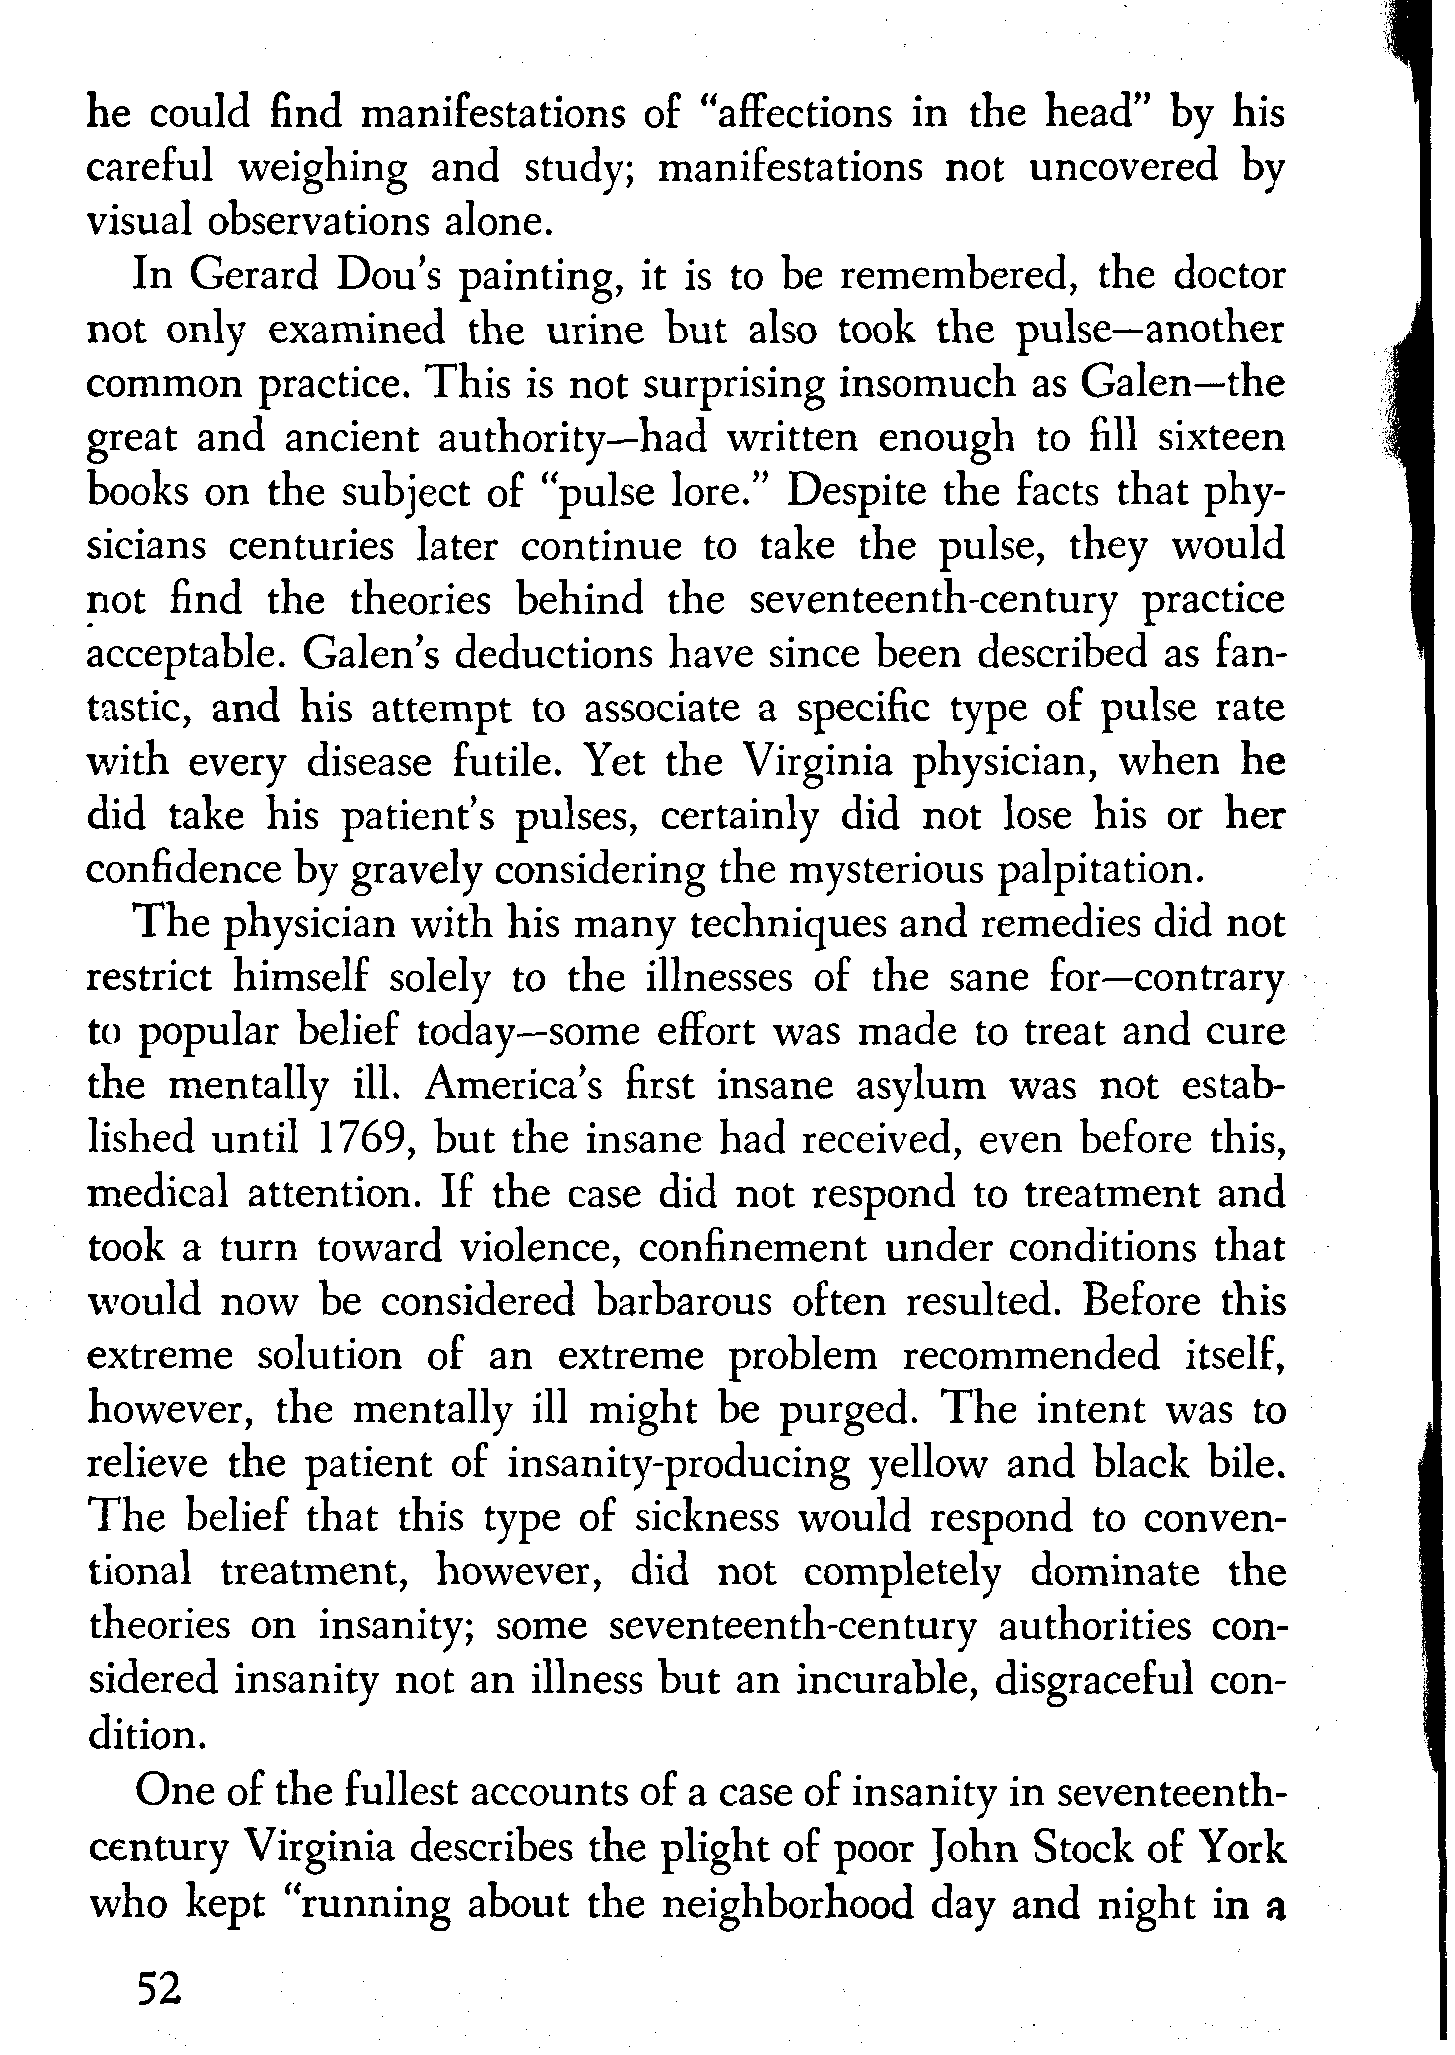 he could find manifestations of “affections in the head” by his
careful weighing and study; manifestations not uncovered by
visual observations alone.
In Gerard Dou’s painting, it is to be remembered, the doctor
not only examined the urine but also took the pulse—another
common practice. This is not surprising insomuch as Galen—the
great and ancient authority—had written enough to fill sixteen
books on the subject of “pulse lore.” Despite the facts that phy-
sicians centuries later continue to take the pulse, they would
not find the theories behind the seventeenth-century practice
acceptable. Galen’s deductions have since been described as fan-
tastic, and his attempt to associate a specific type of pulse rate
with every disease futile. Yet the Virginia physician, when he
did take his patient’s pulses, certainly did not lose his or her
confidence by gravely considering the mysterious palpitation.
The physician with his many techniques and remedies did not
restrict himself solely to the illnesses of the sane for—contrary
to popular belief today—some effort was made to treat and cure
the mentally ill. America’s first insane asylum was not estab-
lished until 1769, but the insane had received, even before this,
medical attention. If the case did not respond to treatment and
took a turn toward violence, confinement under conditions that
would now be considered barbarous often resulted. Before this
extreme solution of an extreme problem recommended itself,
however, the mentally ill might be purged. The intent was to
relieve the patient of insanity-producing yellow and black bile.
The belief that this type of sickness would respond to conven-
tional treatment, however, did not completely dominate the
theories on insanity; some seventeenth-century authorities con-
sidered insanity not an illness but an incurable, disgraceful con-
dition.
One of the fullest accounts of a case of insanity in seventeenth-
century Virginia describes the plight of poor John Stock of York
who kept “running about the neighborhood day and night in a
52